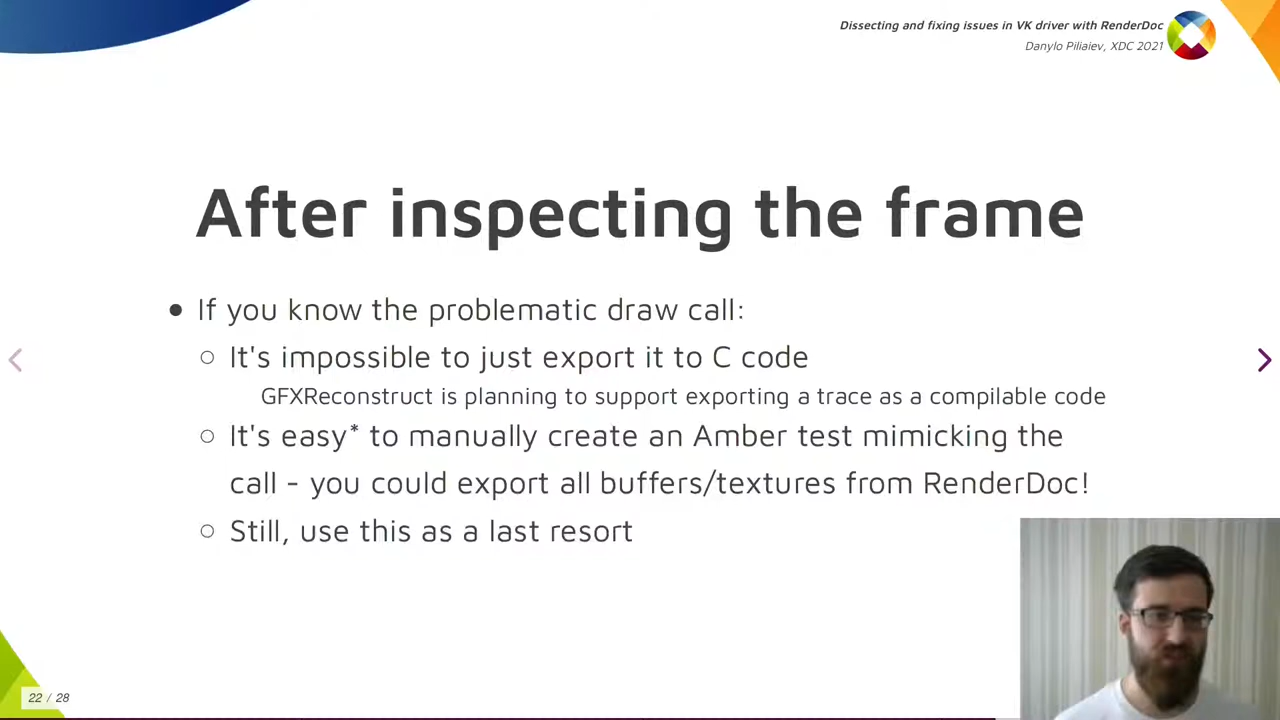 Dissecting and fixing issues in VK driver with RenderDoc
Danylo Piliaiev, XDC 2021
After inspecting the frame
If you know the problematic draw call:
It's impossible to just export it to C code
GFXReconstruct is planning to support exporting a trace as a compilable code
It's easy* to manually create an Amber test mimicking the
call - you could export all buffers/textures from RenderDoc!
Still, use this as a last resort
22 / 28